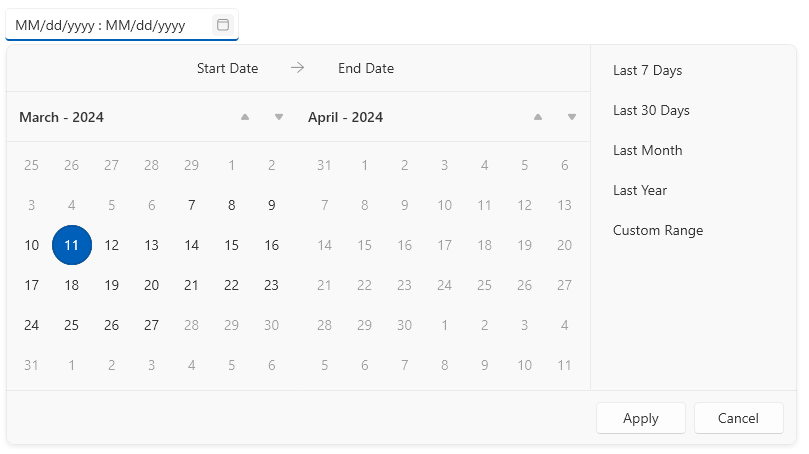 MM/dd/yyyy : MM/dd/yyyy
Start Date End Date
March - 2024
25 26 27 28 29 1 2
3 4 5 6 7 8 9
10 11 12 13 14 15 16
17 18 19 20 21 22 23
24 25 26 27 28 29 30
31 1 2 3 4 5 6
April - 2024
31 1 2 3 4 5 6
7 8 9 10 11 12 13
14 15 16 17 18 19 20
21 22 23 24 25 26 27
28 29 30 1 2 3 4
5 6 7 8 9 10 11
Last 7 Days
Last 30 Days
Last Month
Last Year
Custom Range
Apply Cancel